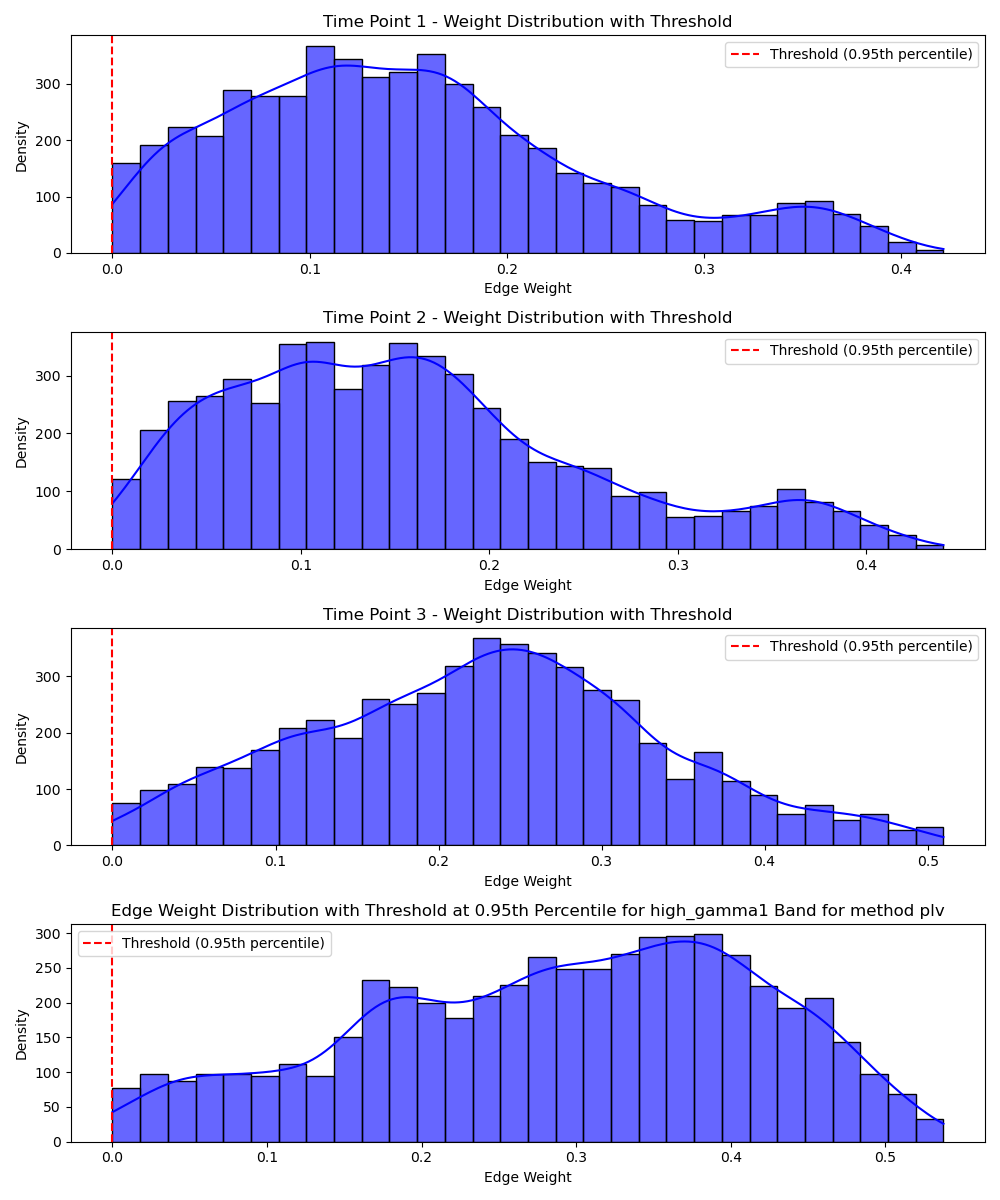 Time Point 1 - Weight Distribution with Threshold
Threshold (0.95th percentile)
300
200
100
0
Density
0.0 0.1 0.2 0.3 0.4
Edge Weight
Time Point 2 - Weight Distribution with Threshold
Threshold (0.95th percentile)
300
200
100
0
Density
0.0 0.1 0.2 0.3 0.4
Edge Weight
Time Point 3 - Weight Distribution with Threshold
Threshold (0.95th percentile)
300
200
100
0
Density
0.0 0.1 0.2 0.3 0.4 0.5
Edge Weight
Edge Weight Distribution with Threshold at 0.95th Percentile for high_gamma1 Band for method plv
Threshold (0.95th percentile)
300
250
200
150
100
50
0
Density
0.0 0.1 0.2 0.3 0.4 0.5
Edge Weight